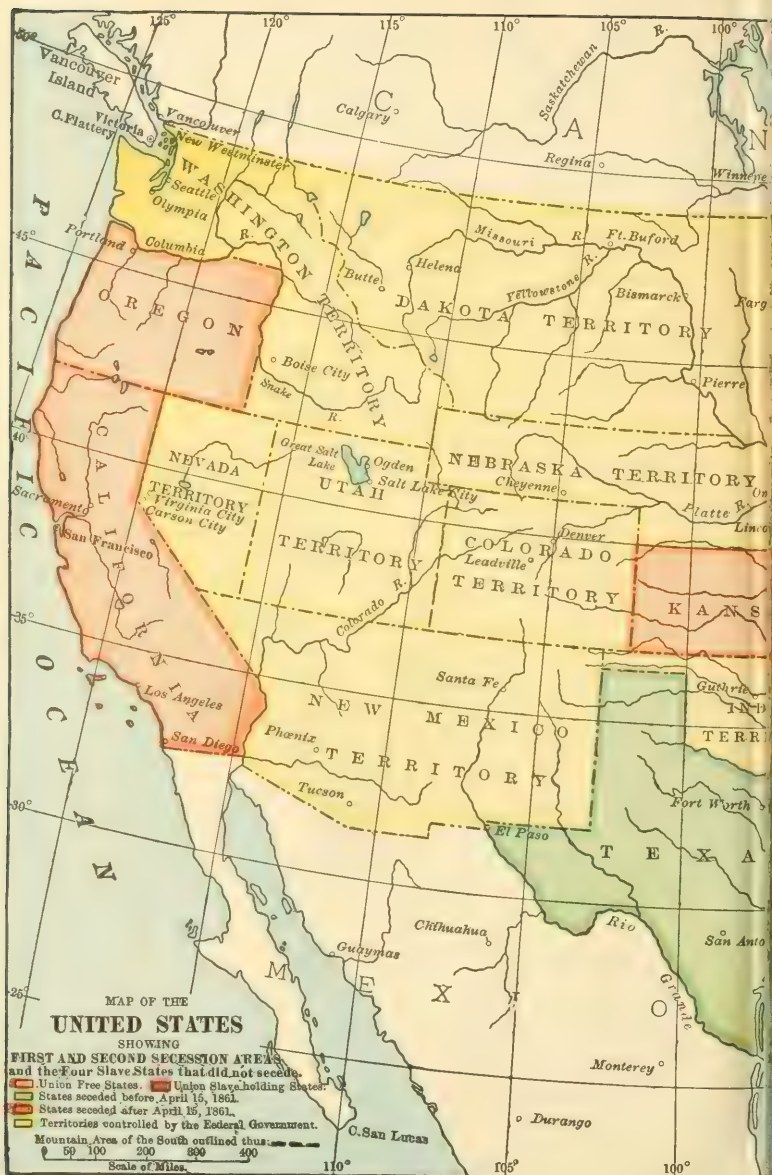 125°
120°
115°
110°
105°
100°
50°
Vancouver
Island
Calgary
C
Saskatchewan
R.
A
N
Victoria
C.Flattery
Vancouver
New Westminster
Regina
Winnepe
WASHINGTON
TERRITORY
Seattle
Olympia
45°
Portland
Columbia
R.
Butte
Helena
Missouri
R.
Ft.Buford
Yellowstone
R.
Bismarck
Farg
DAKOTA
TERRITORY
OREGON
Boise City
Snake
R.
Pierre
PACIFIC
OCEAN
40°
CALIFORNIA
Sacramento
San Francisco
NEVADA
TERRITORY
Virginia City
Carson City
Great Salt
Lake
Ogden
UTAH
Salt Lake City
TERRITORY
NEBRASKA
TERRITORY
Cheyenne
Om
Platte R.
Linco
Denver
COLORADO
Leadville
TERRITORY
KANS
35°
Colorado
R.
Los Angeles
San Diego
Santa Fe
NEW MEXICO
TERRITORY
Phœnix
Tucson
Guthrie
IND
TERRI
30°
El Paso
Fort Worth
TEXA
Chihuahua
Rio
Grande
San Anto
Guaymas
MEXICO
25°
Monterey
Durango
C.San Lucas
MAP OF THE
UNITED STATES
SHOWING
FIRST AND SECOND SECESSION AREAS
and the Four Slave States that did not secede.
Union Free States. Union Slave holding States.
States seceded before April 15, 1861.
States seceded after April 15, 1861.
Territories controlled by the Federal Government.
Mountain Area of the South outlined thus:
0 50 100 200 300 400
Scale of Miles.
110°
105°
100°